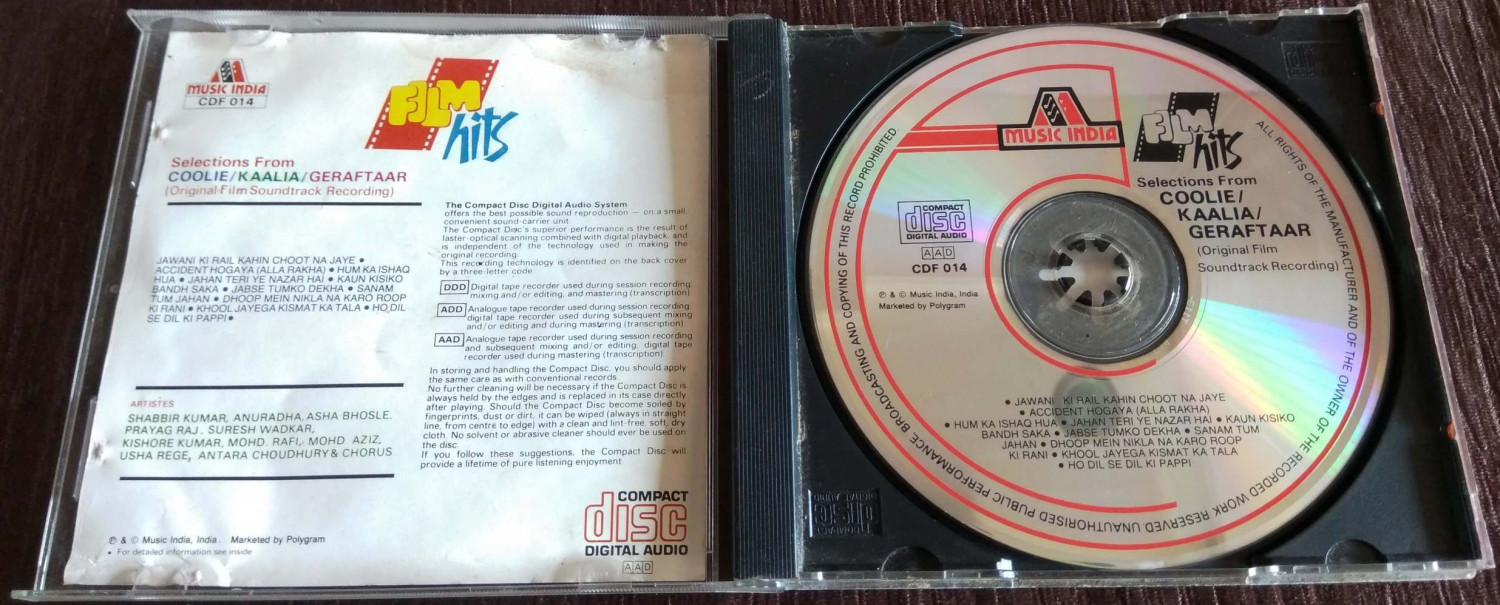 MUSIC INDIA
CDF 014
FILM
hits
Selections From
COOLIE/KAALIA/GERAFTAAR
(Original Film Soundtrack Recording)
JAWANI KI RAIL KAHIN CHOOT NA JAYE •
ACCIDENT HOGAYA (ALLA RAKHA) • HUM KA ISHAQ
HUA • JAHAN TERI YE NAZAR HAI • KAUN KISIKO
BANDH SAKA • JABSE TUMKO DEKHA • SANAM
TUM JAHAN • DHOOP MEIN NIKLA NA KARO ROOP
KI RANI • KHOOL JAYEGA KISMAT KA TALA • HO DIL
SE DIL KI PAPPI •
ARTISTES
SHABBIR KUMAR, ANURADHA, ASHA BHOSLE,
PRAYAG RAJ, SURESH WADKAR,
KISHORE KUMAR, MOHD. RAFI, MOHD AZIZ,
USHA REGE, ANTARA CHOUDHURY & CHORUS
℗ & © Music India, India. Marketed by Polygram
• For detailed information see inside
The Compact Disc Digital Audio System
offers the best possible sound reproduction — on a small,
convenient sound-carrier unit.
The Compact Disc's superior performance is the result of
laser-optical scanning combined with digital playback, and
is independent of the technology used in making the
original recording.
This recording technology is identified on the back cover
by a three-letter code
DDD Digital tape recorder used during session recording,
mixing and/or editing, and mastering (transcription)
ADD Analogue tape recorder used during session recording,
digital tape recorder used during subsequent mixing
and/or editing and during mastering (transcription)
AAD Analogue tape recorder used during session recording
and subsequent mixing and/or editing, digital tape
recorder used during mastering (transcription)
In storing and handling the Compact Disc, you should apply
the same care as with conventional records.
No further cleaning will be necessary if the Compact Disc is
always held by the edges and is replaced in its case directly
after playing. Should the Compact Disc become soiled by
fingerprints, dust or dirt, it can be wiped (always in straight
line, from centre to edge) with a clean and lint-free, soft, dry
cloth. No solvent or abrasive cleaner should ever be used on
the disc.
If you follow these suggestions, the Compact Disc will
provide a lifetime of pure listening enjoyment.
COMPACT
disc
DIGITAL AUDIO
AAD
MUSIC INDIA
FILM
hits
Selections From
COOLIE/
KAALIA/
GERAFTAAR
(Original Film
Soundtrack Recording)
COMPACT
disc
DIGITAL AUDIO
AAD
CDF 014
℗ & © Music India, India
Marketed by Polygram
• JAWANI KI RAIL KAHIN CHOOT NA JAYE
• ACCIDENT HOGAYA (ALLA RAKHA)
• HUM KA ISHAQ HUA • JAHAN TERI YE NAZAR HAI • KAUN KISIKO
BANDH SAKA • JABSE TUMKO DEKHA • SANAM TUM
JAHAN • DHOOP MEIN NIKLA NA KARO ROOP
KI RANI • KHOOL JAYEGA KISMAT KA TALA
• HO DIL SE DIL KI PAPPI
ALL RIGHTS OF THE MANUFACTURER AND OF THE OWNER OF THE RECORDED WORK RESERVED UNAUTHORISED PUBLIC PERFORMANCE BROADCASTING AND COPYING OF THIS RECORD PROHIBITED
disc
COMPACT
disc
DIGITAL AUDIO